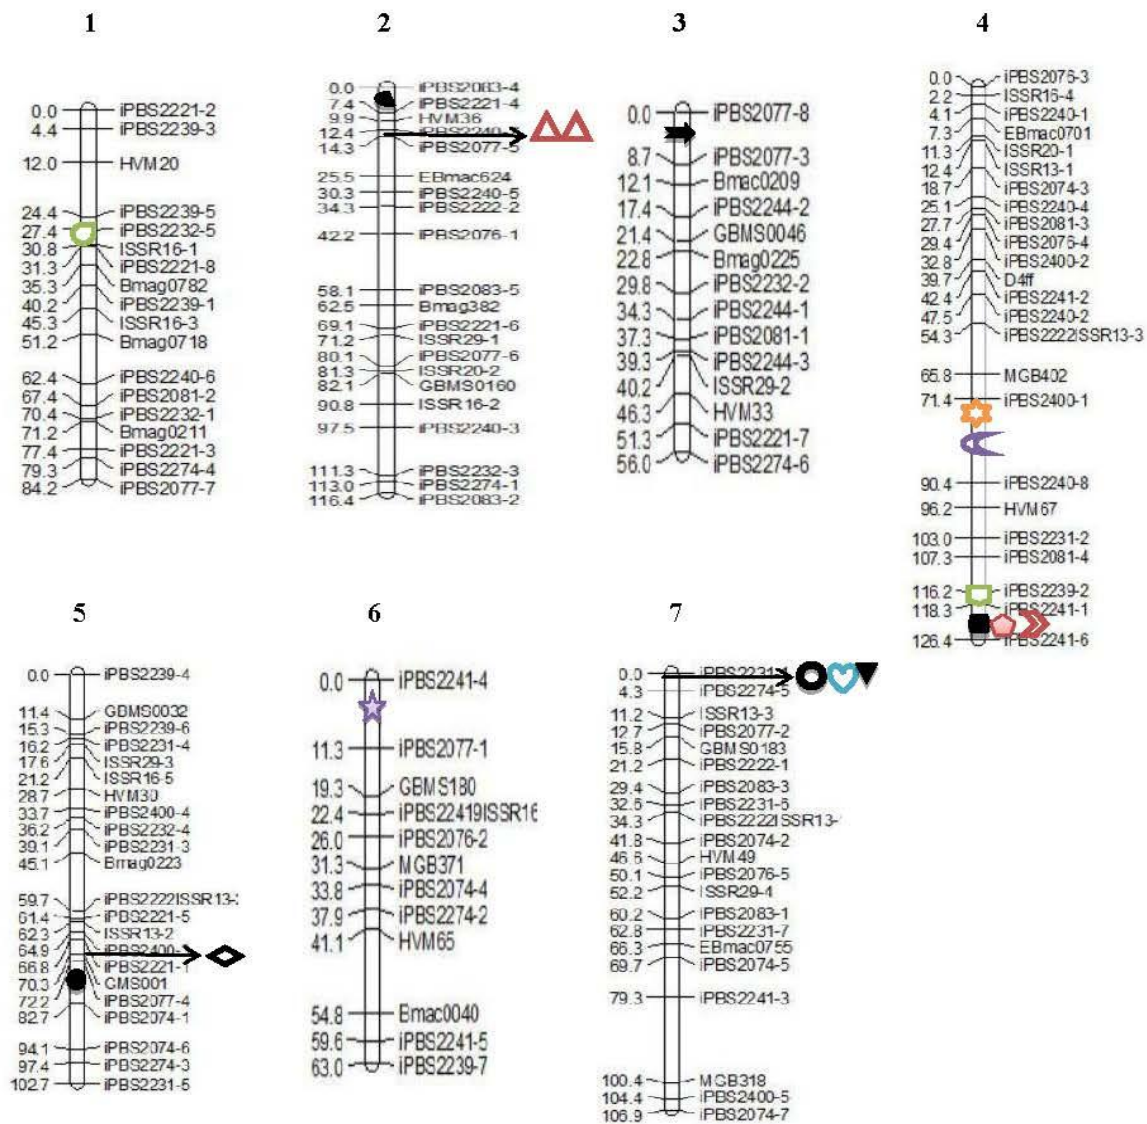 1
0.0 iPBS2221-2
4.4 iPBS2239-3
12.0 HVM20
24.4 iPBS2239-5
27.4 iPBS2232-5
30.8 ISSR16-1
31.3 iPBS2221-8
35.3 Bmag0782
40.2 iPBS2239-1
45.3 ISSR16-3
51.2 Bmag0718
62.4 iPBS2240-6
67.4 iPBS2081-2
70.4 iPBS2232-1
71.2 Bmag0211
77.4 iPBS2221-3
79.3 iPBS2274-4
84.2 iPBS2077-7
2
0.0 iPBS2083-4
7.4 iPBS2221-4
9.9 HVM36
12.4 iPBS2240
14.3 iPBS2077-5
25.5 EBmac624
30.3 iPBS2240-5
34.3 iPBS2222-2
42.2 iPBS2076-1
58.1 iPBS2083-5
62.5 Bmag382
69.1 iPBS2221-6
71.2 ISSR29-1
80.1 iPBS2077-6
81.3 ISSR20-2
82.1 GBMS0160
90.8 ISSR16-2
97.5 iPBS2240-3
111.3 iPBS2232-3
113.0 iPBS2274-1
116.4 iPBS2083-2
3
0.0 iPBS2077-8
8.7 iPBS2077-3
12.1 Bmac0209
17.4 iPBS2244-2
21.4 GBMS0046
22.8 Bmag0225
29.8 iPBS2232-2
34.3 iPBS2244-1
37.3 iPBS2081-1
39.3 iPBS2244-3
40.2 ISSR29-2
46.3 HVM33
51.3 iPBS2221-7
56.0 iPBS2274-6
4
0.0 iPBS2076-3
2.2 ISSR16-4
4.1 iPBS2240-1
7.3 EBmac0701
11.3 ISSR20-1
12.4 ISSR13-1
18.7 iPBS2074-3
25.1 iPBS2240-4
27.7 iPBS2081-3
29.4 iPBS2076-4
32.8 iPBS2400-2
39.7 D4ff
42.4 iPBS2241-2
47.5 iPBS2240-2
54.3 iPBS2222ISSR13-3
65.8 MGB402
71.4 iPBS2400-1
90.4 iPBS2240-8
96.2 HVM67
103.0 iPBS2231-2
107.3 iPBS2081-4
116.2 iPBS2239-2
118.3 iPBS2241-1
126.4 iPBS2241-6
5
0.0 iPBS2239-4
11.4 GBMS0032
15.3 iPBS2239-6
16.2 iPBS2231-4
17.6 ISSR29-3
21.2 ISSR16-5
28.7 HVM30
33.7 iPBS2400-4
36.2 iPBS2232-4
39.1 iPBS2231-3
45.1 Bmag0223
59.7 iPBS2222ISSR13-
61.4 iPBS2221-5
62.3 ISSR13-2
64.9 iPBS2400-
66.8 iPBS2221-1
70.3 GMS001
72.2 iPBS2077-4
82.7 iPBS2074-1
94.1 iPBS2074-6
97.4 iPBS2274-3
102.7 iPBS2231-5
6
0.0 iPBS2241-4
11.3 iPBS2077-1
19.3 GBMS180
22.4 iPBS22419ISSR16
26.0 iPBS2076-2
31.3 MGB371
33.8 iPBS2074-4
37.9 iPBS2274-2
41.1 HVM65
54.8 Bmac0040
59.6 iPBS2241-5
63.0 iPBS2239-7
7
0.0
4.3 iPBS2274-5
11.2 ISSR13-3
12.7 iPBS2077-2
15.8 GBMS0183
21.2 iPBS2222-1
29.4 iPBS2083-3
32.6 iPBS2231-6
34.3 iPBS2222ISSR13-
41.8 iPBS2074-2
46.6 HVM49
50.1 iPBS2076-5
52.2 ISSR29-4
60.2 iPBS2083-1
62.8 iPBS2231-7
66.3 EBmac0755
69.7 iPBS2074-5
79.3 iPBS2241-3
100.4 MGB318
104.4 iPBS2400-5
106.9 iPBS2074-7